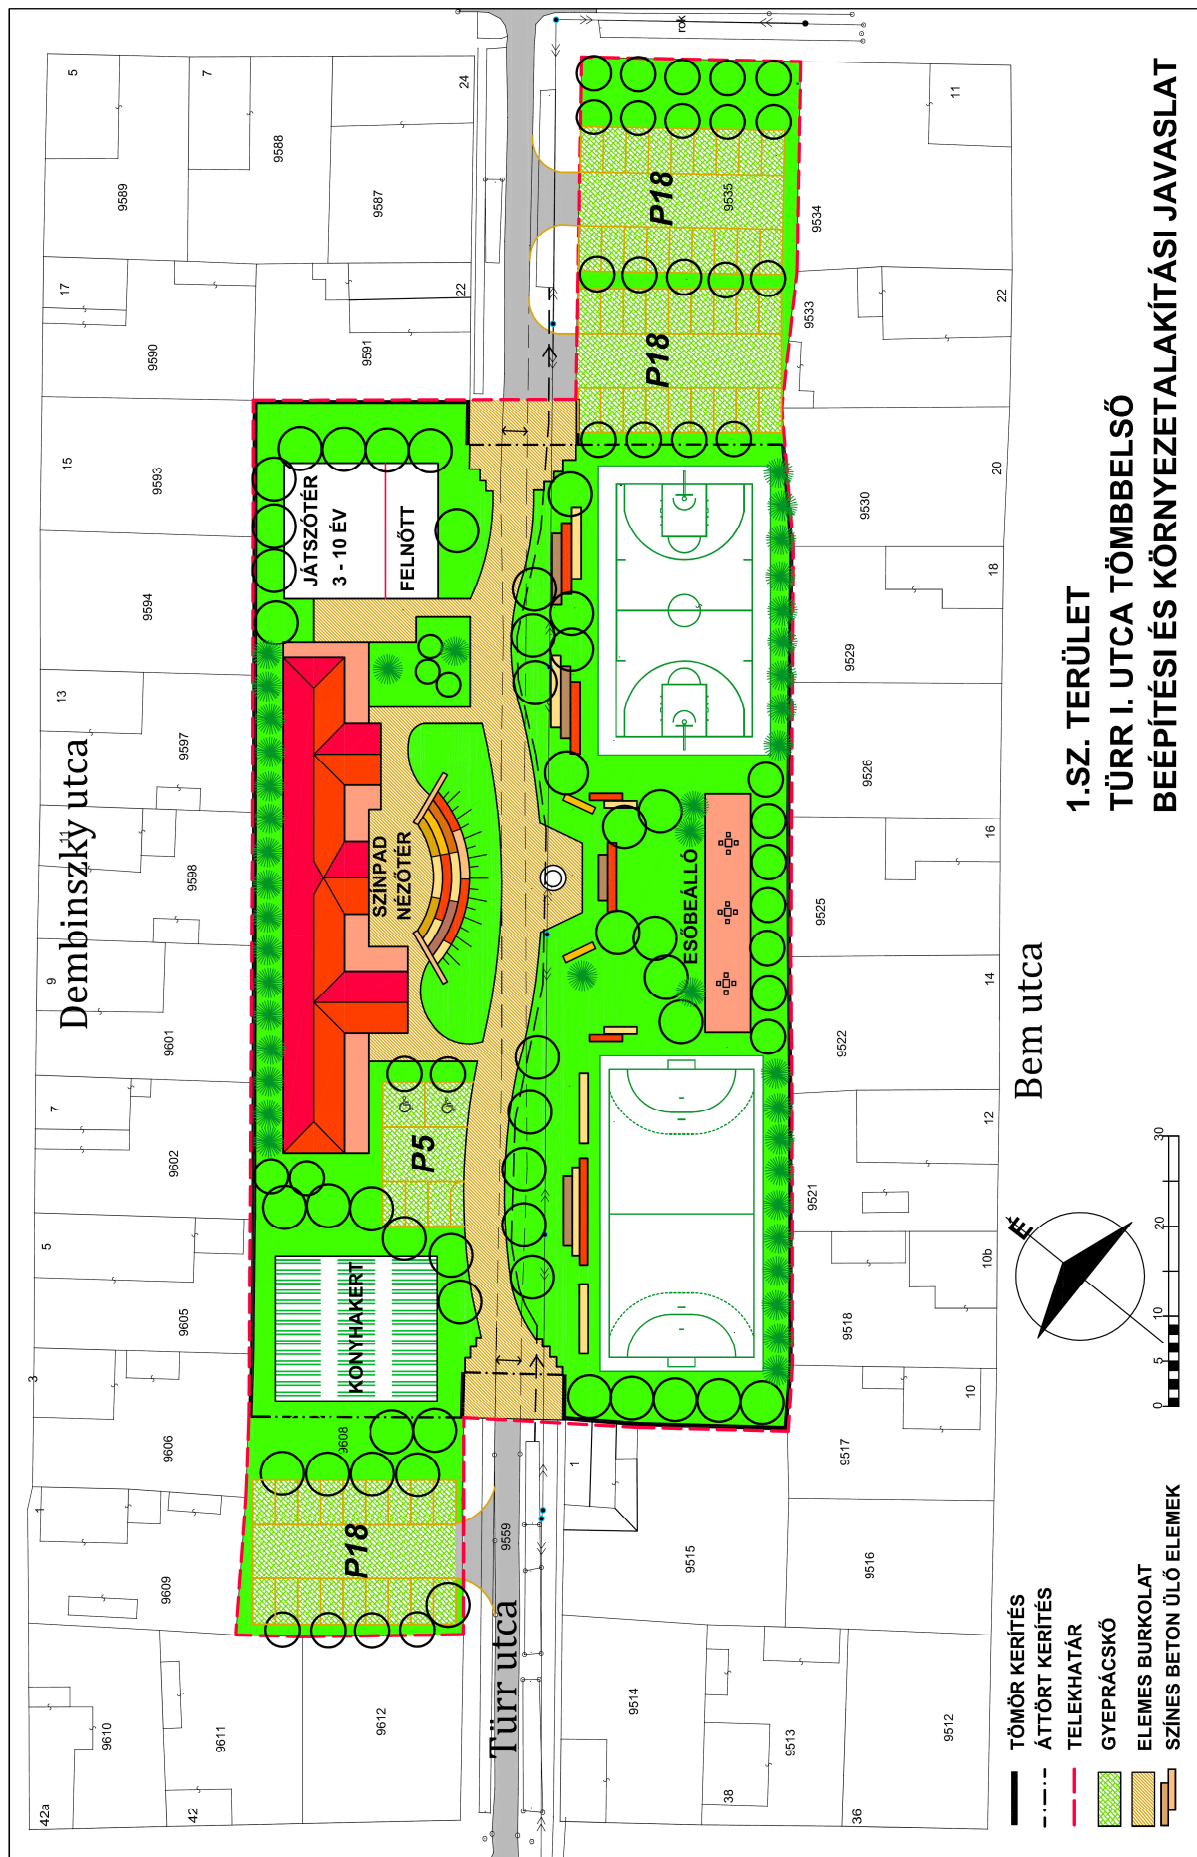 1.SZ. TERÜLET
TÜRR I. UTCA TÖMBBELSŐ
BEÉPÍTÉSI ÉS KÖRNYEZETALAKÍTÁSI JAVASLAT
Dembinszky utca
Türr utca
Bem utca
JÁTSZÓTÉR
3 - 10 ÉV
FELNŐTT
SZÍNPAD
NÉZŐTÉR
ESŐBEÁLLÓ
KONYHAKERT
P5
P18
P18
P18
rok
É
0
5
10
20
30
TÖMÖR KERÍTÉS
ÁTTÖRT KERÍTÉS
TELEKHATÁR
GYEPRÁCSKŐ
ELEMES BURKOLAT
SZÍNES BETON ÜLŐ ELEMEK
42a
1
3
5
7
9
11
13
15
17
5
7
42
24
22
9610
9609
9606
9605
9602
9601
9598
9597
9594
9593
9590
9589
9588
9587
9591
9611
9612
9608
9559
1
9514
9515
9513
9512
9516
9517
9518
9521
9522
9525
9526
9529
9530
9533
9534
9535
38
36
10
10b
12
14
16
18
20
22
11